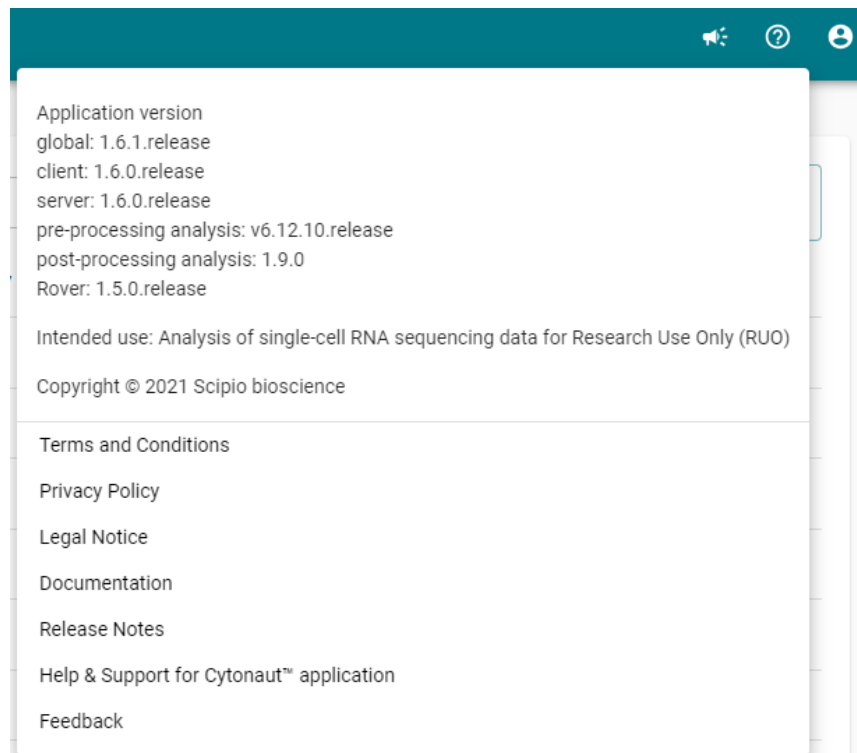 Application version
global: 1.6.1.release
client: 1.6.0.release
server: 1.6.0.release
pre-processing analysis: v6.12.10.release
post-processing analysis: 1.9.0
Rover: 1.5.0.release
Intended use: Analysis of single-cell RNA sequencing data for Research Use Only (RUO)
Copyright © 2021 Scipio bioscience
Terms and Conditions
Privacy Policy
Legal Notice
Documentation
Release Notes
Help & Support for Cytonaut™ application
Feedback